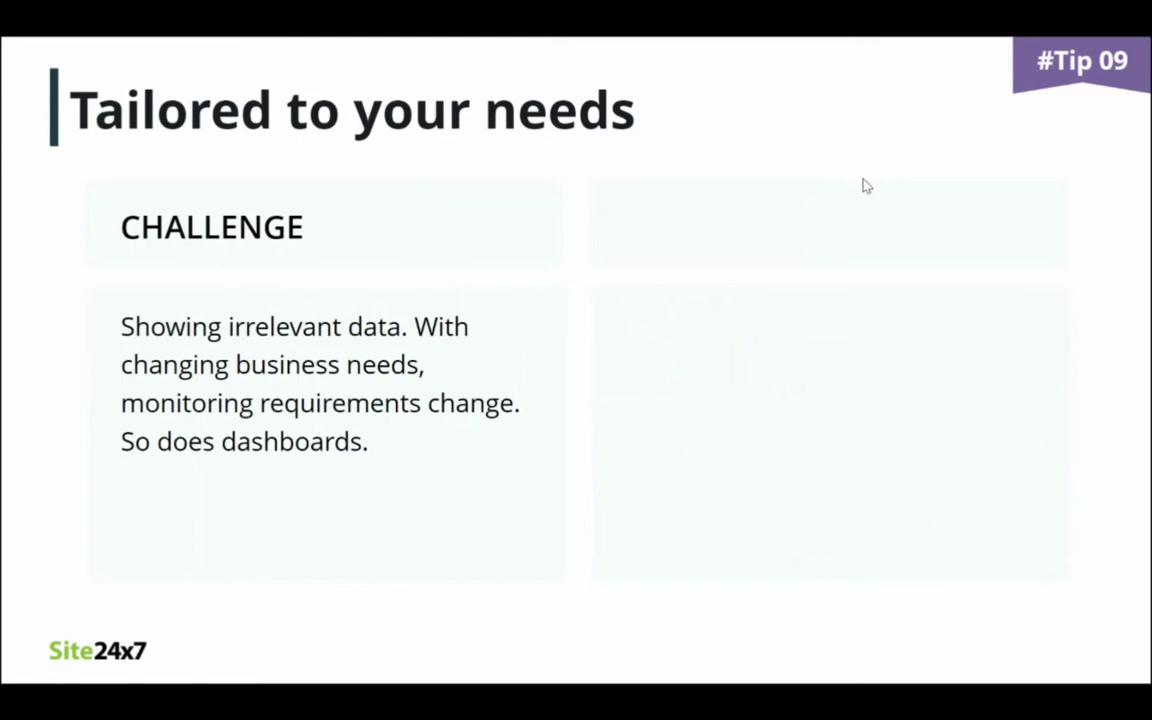 #Tip 09
Tailored to your needs
CHALLENGE
Showing irrelevant data. With
changing business needs,
monitoring requirements change.
So does dashboards.
Site24x7